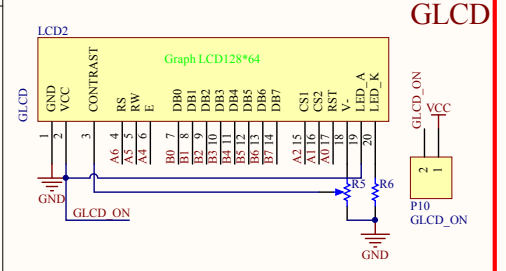 GLCD
LCD2
Graph LCD128*64
GLCD
GND
VCC
CONTRAST
RS
RW
E
DB0
DB1
DB2
DB3
DB4
DB5
DB6
DB7
CS1
CS2
RST
V-
LED_A
LED_K
1
2
3
A6 4
A5 5
A4 6
B0 7
B1 8
B2 9
B3 10
B4 11
B5 12
B6 13
B7 14
A2 15
A1 16
A0 17
18
19
20
GLCD_ON
VCC
2
1
P10
GLCD_ON
R5
R6
GND
GLCD_ON
GND